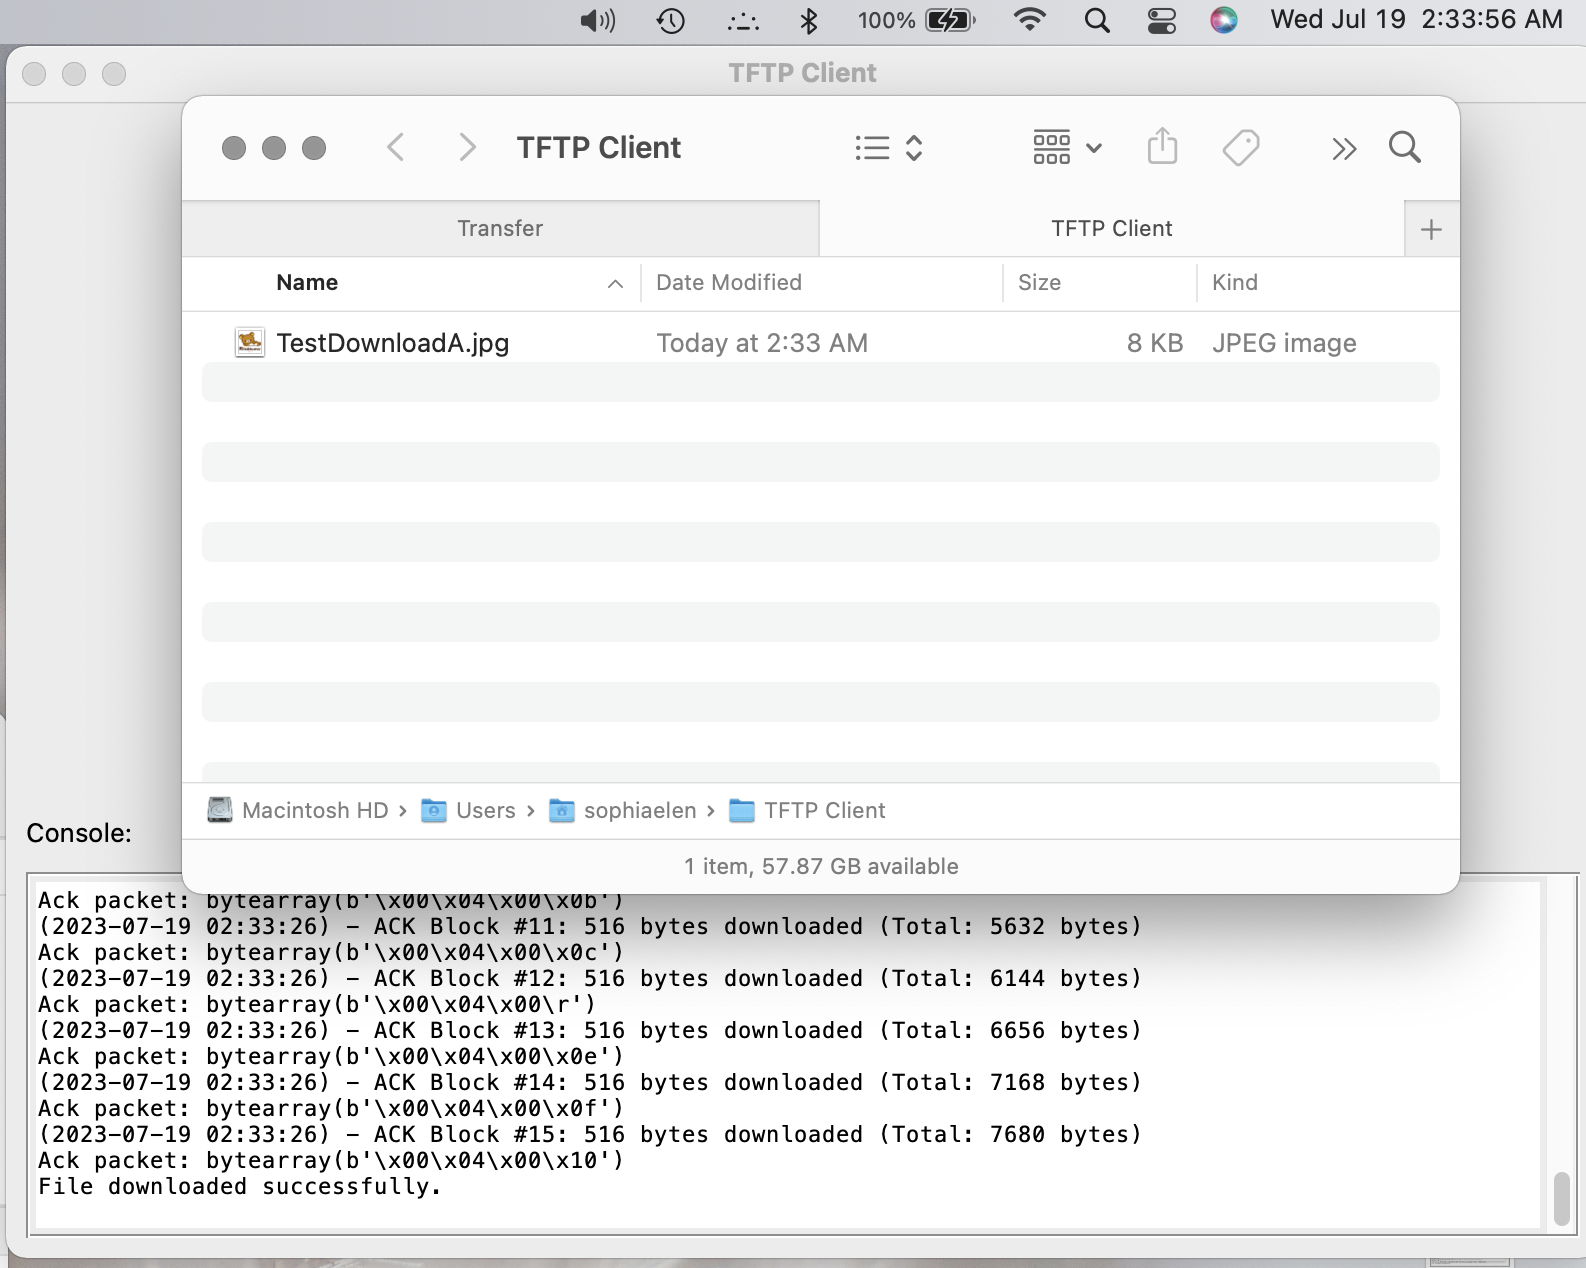 100% Wed Jul 19 2:33:56 AM
TFTP Client
TFTP Client
Transfer TFTP Client
Name Date Modified Size Kind
TestDownloadA.jpg Today at 2:33 AM 8 KB JPEG image
Macintosh HD › Users › sophiaelen › TFTP Client
1 item, 57.87 GB available
Console:
Ack packet: bytearray(b'\x00\x04\x00\x0b')
(2023-07-19 02:33:26) - ACK Block #11: 516 bytes downloaded (Total: 5632 bytes)
Ack packet: bytearray(b'\x00\x04\x00\x0c')
(2023-07-19 02:33:26) - ACK Block #12: 516 bytes downloaded (Total: 6144 bytes)
Ack packet: bytearray(b'\x00\x04\x00\r')
(2023-07-19 02:33:26) - ACK Block #13: 516 bytes downloaded (Total: 6656 bytes)
Ack packet: bytearray(b'\x00\x04\x00\x0e')
(2023-07-19 02:33:26) - ACK Block #14: 516 bytes downloaded (Total: 7168 bytes)
Ack packet: bytearray(b'\x00\x04\x00\x0f')
(2023-07-19 02:33:26) - ACK Block #15: 516 bytes downloaded (Total: 7680 bytes)
Ack packet: bytearray(b'\x00\x04\x00\x10')
File downloaded successfully.